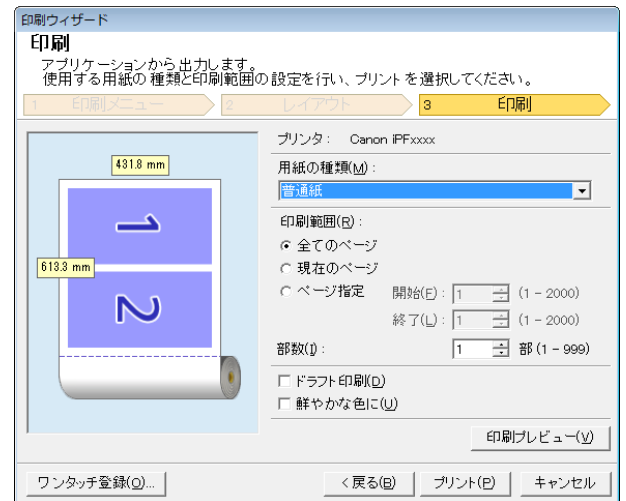 印刷ウィザード
印刷
アプリケーションから出力します。
使用する用紙の種類と印刷範囲の設定を行い、プリントを選択してください。
1 印刷メニュー 2 レイアウト 3 印刷
プリンタ： Canon iPFxxxx
431.8 mm
用紙の種類(M)：
普通紙
1
印刷範囲(R)：
全てのページ
613.3 mm
現在のページ
ページ指定 開始(F)： 1 (1 - 2000)
2
終了(L)： 1 (1 - 2000)
部数(I)： 1 部 (1 - 999)
ドラフト印刷(D)
鮮やかな色に(U)
印刷プレビュー(V)
ワンタッチ登録(O)... < 戻る(B) プリント(P) キャンセル